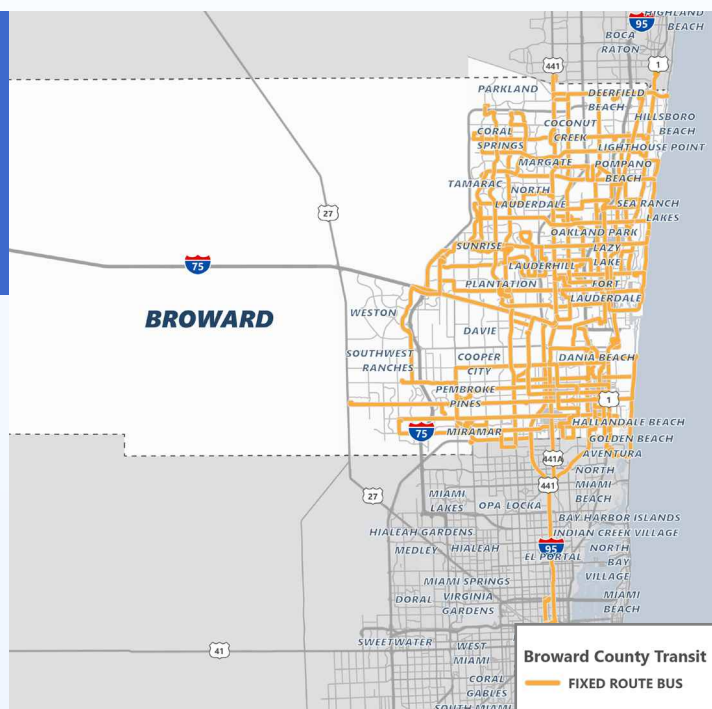 HIGHLAND
BEACH
95
BOCA
RATON
441
1
PARKLAND
DEERFIELD
BEACH
COCONUT
CREEK
HILLSBORO
BEACH
CORAL
SPRINGS
LIGHTHOUSE POINT
MARGATE
POMPANO
BEACH
TAMARAC
NORTH
LAUDERDALE
SEA RANCH
LAKES
27
OAKLAND PARK
SUNRISE
LAZY
LAKE
75
LAUDERHILL
PLANTATION
FORT
LAUDERDALE
BROWARD
WESTON
DAVIE
SOUTHWEST
RANCHES
COOPER
CITY
DANIA BEACH
PEMBROKE
PINES
1
75
MIRAMAR
HALLANDALE BEACH
GOLDEN BEACH
441A
AVENTURA
441
NORTH
MIAMI
BEACH
27
MIAMI
LAKES
OPA LOCKA
BAY HARBOR ISLANDS
HIALEAH GARDENS
INDIAN CREEK VILLAGE
MEDLEY
HIALEAH
95
EL PORTAL
NORTH
BAY
VILLAGE
MIAMI SPRINGS
DORAL
VIRGINIA
GARDENS
MIAMI
BEACH
SWEETWATER
41
WEST
MIAMI
CORAL
GABLES
SOUTH MIAMI
Broward County Transit
FIXED ROUTE BUS